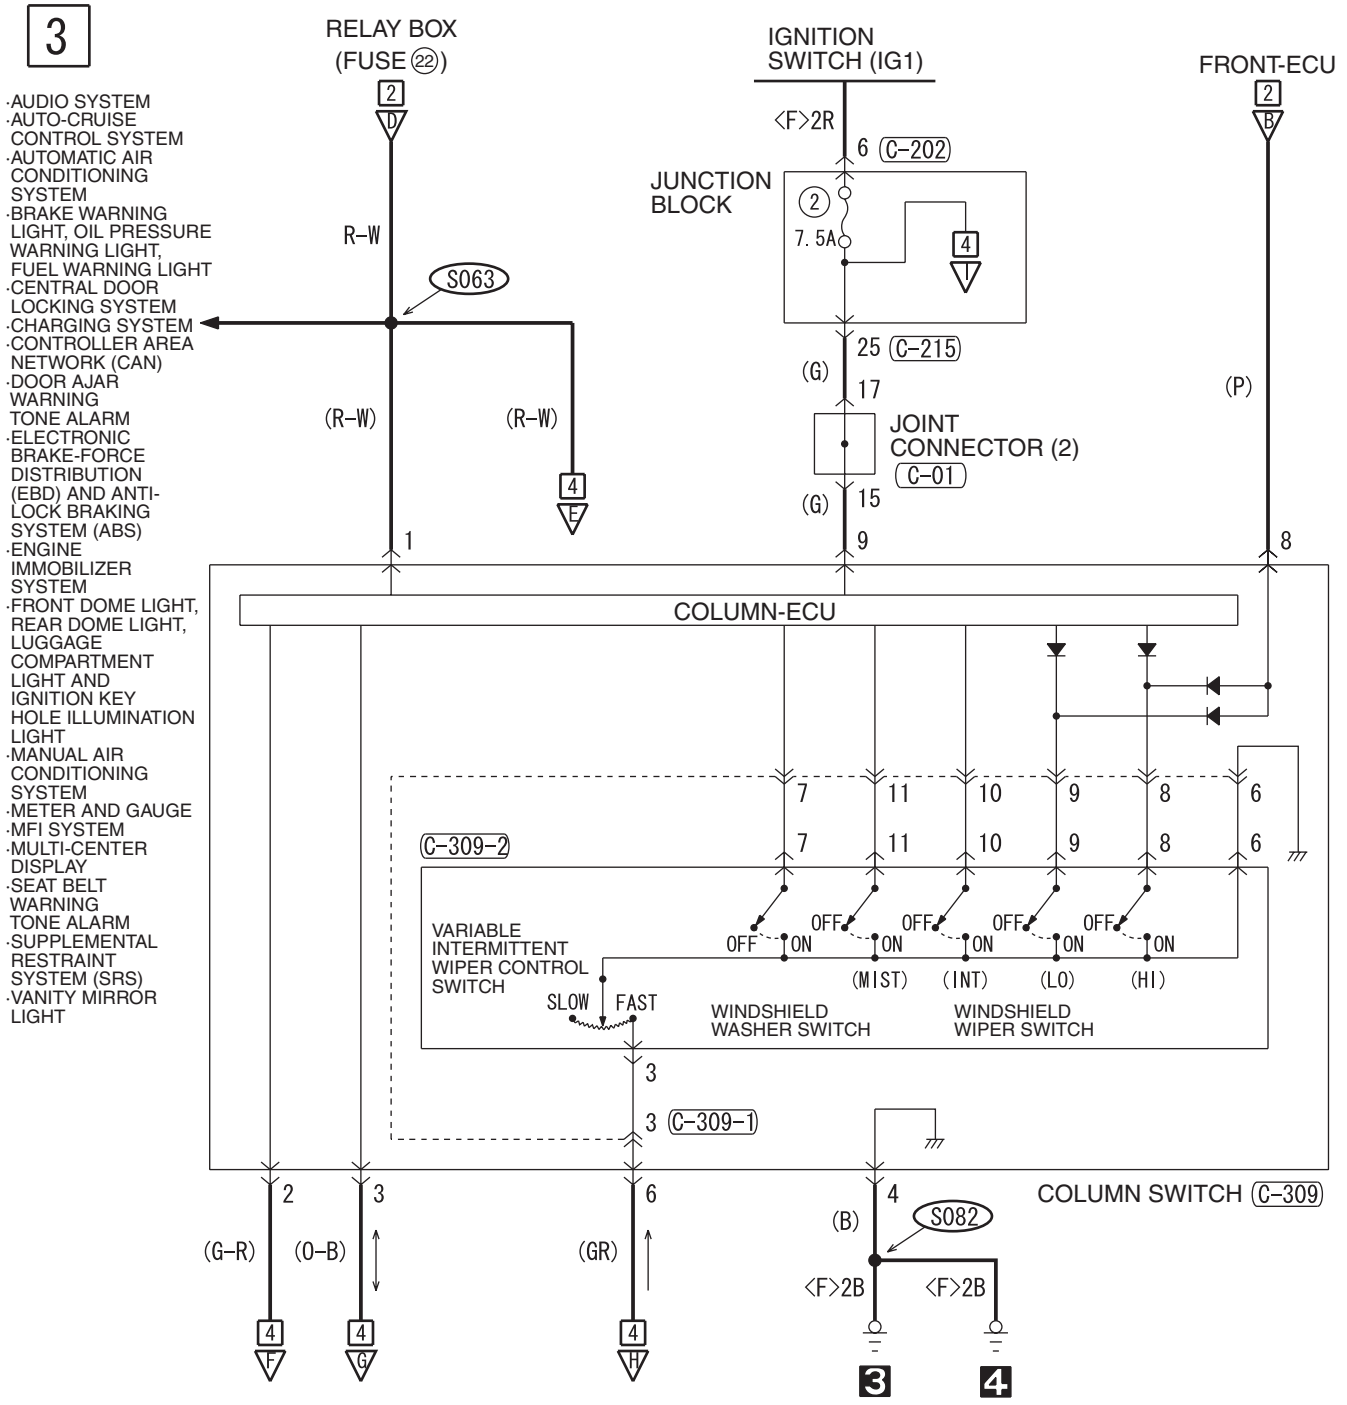 3
RELAY BOX
(FUSE 22)
2
D
IGNITION
SWITCH (IG1)
<F>2R
6 (C-202)
FRONT-ECU
2
B
·AUDIO SYSTEM
·AUTO-CRUISE
CONTROL SYSTEM
·AUTOMATIC AIR
CONDITIONING
SYSTEM
·BRAKE WARNING
LIGHT, OIL PRESSURE
WARNING LIGHT,
FUEL WARNING LIGHT
·CENTRAL DOOR
LOCKING SYSTEM
·CHARGING SYSTEM
·CONTROLLER AREA
NETWORK (CAN)
·DOOR AJAR
WARNING
TONE ALARM
·ELECTRONIC
BRAKE-FORCE
DISTRIBUTION
(EBD) AND ANTI-
LOCK BRAKING
SYSTEM (ABS)
·ENGINE
IMMOBILIZER
SYSTEM
·FRONT DOME LIGHT,
REAR DOME LIGHT,
LUGGAGE
COMPARTMENT
LIGHT AND
IGNITION KEY
HOLE ILLUMINATION
LIGHT
·MANUAL AIR
CONDITIONING
SYSTEM
·METER AND GAUGE
·MFI SYSTEM
·MULTI-CENTER
DISPLAY
·SEAT BELT
WARNING
TONE ALARM
·SUPPLEMENTAL
RESTRAINT
SYSTEM (SRS)
·VANITY MIRROR
LIGHT
JUNCTION
BLOCK
2
7.5A
4
I
R-W
S063
25 (C-215)
(G)
17
(P)
(R-W)
(R-W)
JOINT
CONNECTOR (2)
(C-01)
4
E
(G)
15
1
9
8
COLUMN-ECU
7 11 10 9 8 6
(C-309-2)
7 11 10 9 8 6
VARIABLE
INTERMITTENT
WIPER CONTROL
SWITCH
OFF OFF OFF OFF
OFF ON ON ON ON ON
(MIST) (INT) (LO) (HI)
SLOW FAST
WINDSHIELD
WASHER SWITCH
WINDSHIELD
WIPER SWITCH
3
3 (C-309-1)
2 3 6 4
COLUMN SWITCH (C-309)
(G-R) (O-B) (GR) (B)
S082
<F>2B <F>2B
4 4 4
F G H
3 4